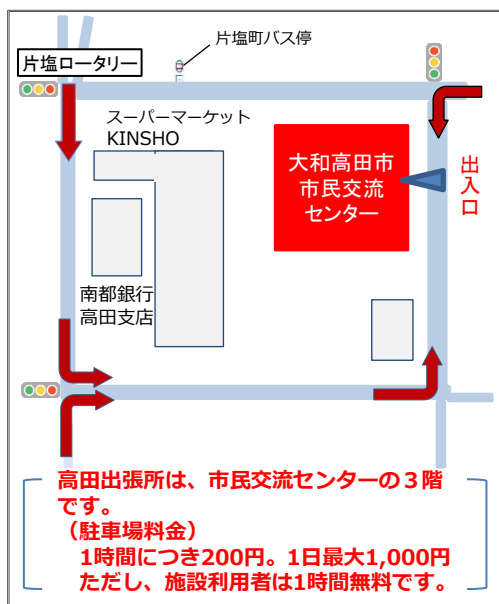 片塩町バス停
片塩ロータリー
スーパーマーケット
KINSHO
大和高田市
市民交流
センター
出入口
南都銀行
高田支店
高田出張所は、市民交流センターの３階
です。
（駐車場料金）
1時間につき200円。1日最大1,000円
ただし、施設利用者は1時間無料です。